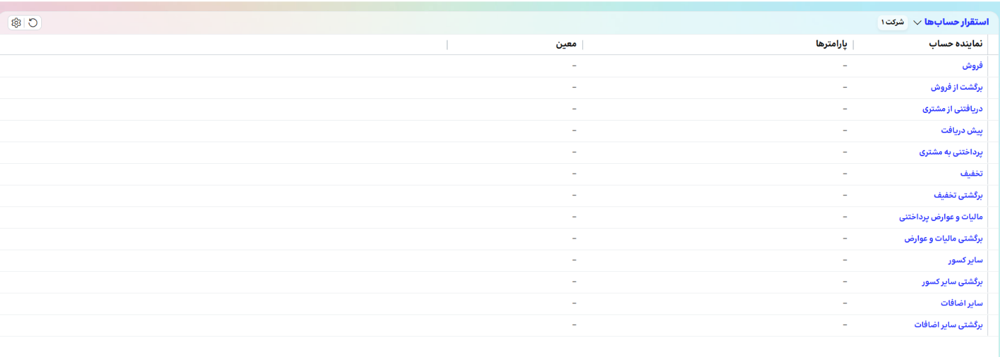 استقرار حساب‌ها شرکت ۱
نماینده حساب پارامترها معین
فروش – –
برگشت از فروش – –
دریافتنی از مشتری – –
پیش دریافت – –
پرداختنی به مشتری – –
تخفیف – –
برگشتی تخفیف – –
مالیات و عوارض پرداختنی – –
برگشتی مالیات و عوارض – –
سایر کسور – –
برگشتی سایر کسور – –
سایر اضافات – –
برگشتی سایر اضافات – –